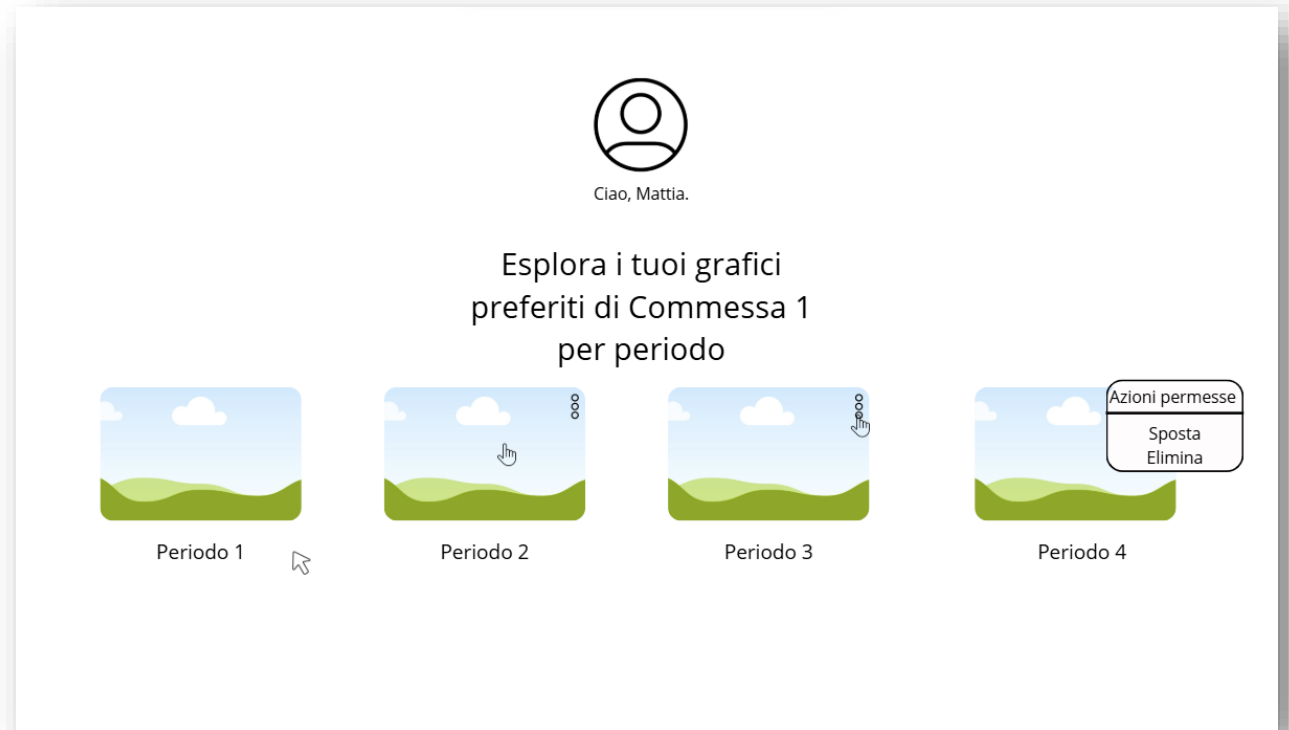 Ciao, Mattia.
Esplora i tuoi grafici
preferiti di Commessa 1
per periodo
Azioni permesse
Sposta
Elimina
Periodo 1
Periodo 2
Periodo 3
Periodo 4